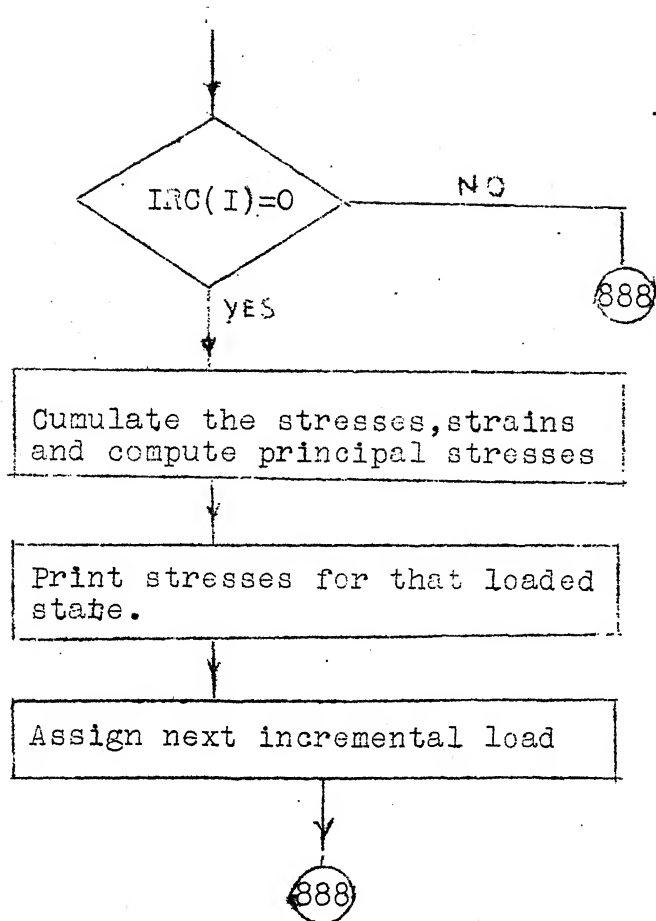 IRC(I)=0
NO
888
YES
Cumulate the stresses,strains
and compute principal stresses
Print stresses for that loaded
state.
Assign next incremental load
888